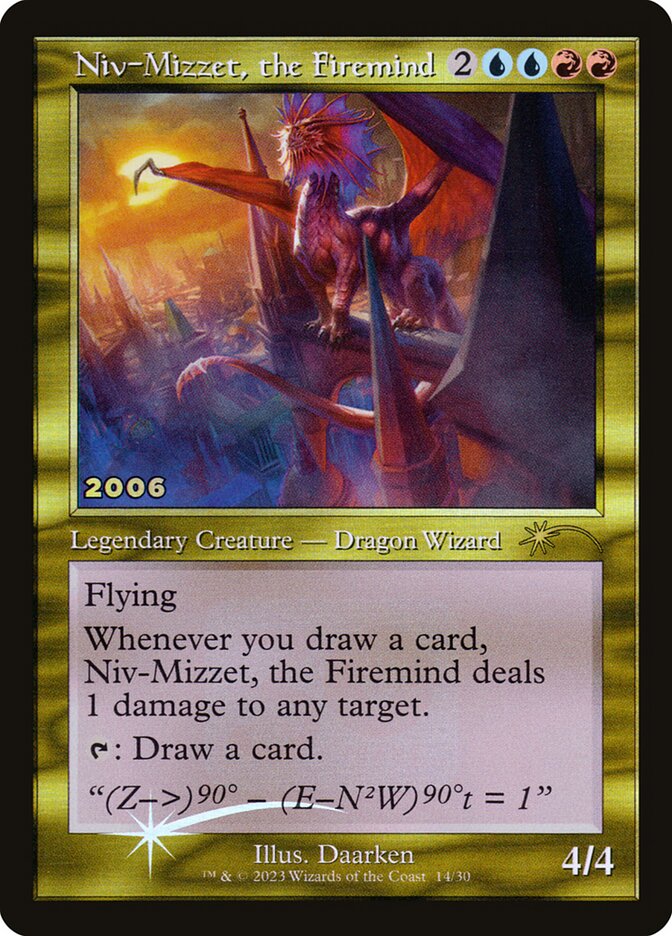 Niv-Mizzet, the Firemind 2
2006
Legendary Creature — Dragon Wizard
Flying
Whenever you draw a card,
Niv-Mizzet, the Firemind deals
1 damage to any target.
: Draw a card.
“(Z–>)90° – (E–N²W)90°t = 1”
Illus. Daarken
4/4
™ & © 2023 Wizards of the Coast 14/30